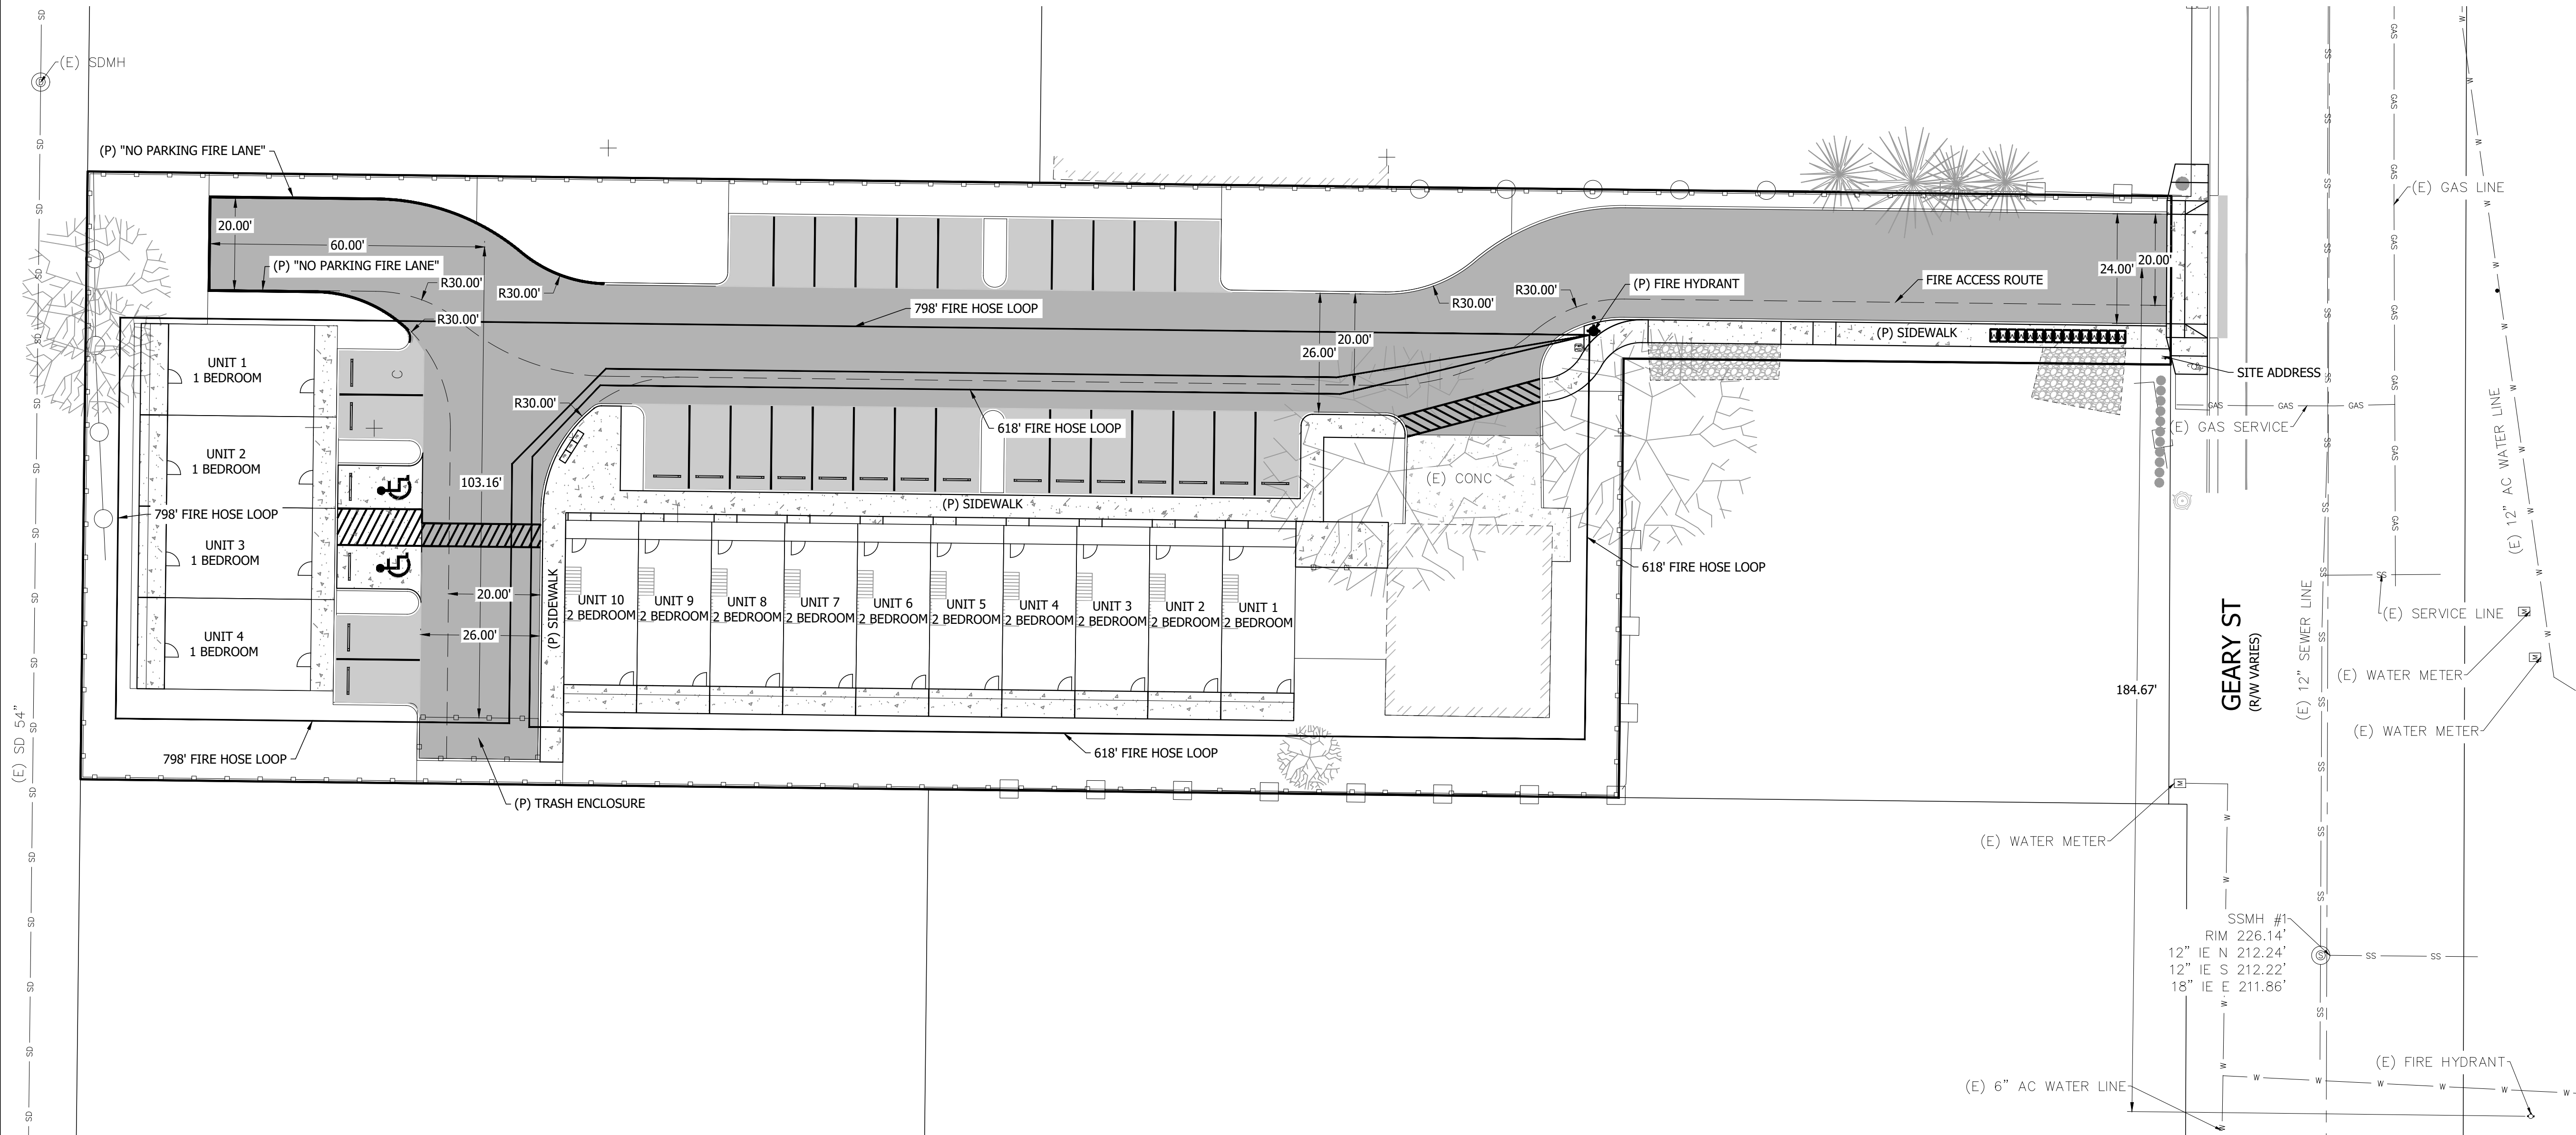 (E) SDMH
(P) "NO PARKING FIRE LANE"
20.00'
60.00'
(P) "NO PARKING FIRE LANE"
R30.00'
R30.00'
R30.00'
798' FIRE HOSE LOOP
R30.00'
R30.00'
(P) FIRE HYDRANT
FIRE ACCESS ROUTE
24.00'
20.00'
(E) GAS LINE
20.00'
26.00'
(P) SIDEWALK
SITE ADDRESS
UNIT 1
1 BEDROOM
C
R30.00'
618' FIRE HOSE LOOP
GAS
GAS
GAS
(E) GAS SERVICE
UNIT 2
1 BEDROOM
103.16'
(E) CONC
(P) SIDEWALK
798' FIRE HOSE LOOP
UNIT 3
1 BEDROOM
618' FIRE HOSE LOOP
(E) 12" AC WATER LINE
20.00'
26.00'
(P) SIDEWALK
UNIT 10
2 BEDROOM
UNIT 9
2 BEDROOM
UNIT 8
2 BEDROOM
UNIT 7
2 BEDROOM
UNIT 6
2 BEDROOM
UNIT 5
2 BEDROOM
UNIT 4
2 BEDROOM
UNIT 3
2 BEDROOM
UNIT 2
2 BEDROOM
UNIT 1
2 BEDROOM
UNIT 4
1 BEDROOM
GEARY ST
(R/W VARIES)
(E) 12" SEWER LINE
SS
(E) SERVICE LINE
M
(E) WATER METER
M
(E) WATER METER
184.67'
(E) SD 54"
798' FIRE HOSE LOOP
618' FIRE HOSE LOOP
(P) TRASH ENCLOSURE
M
(E) WATER METER
SSMH #1
RIM 226.14'
12" IE N 212.24'
12" IE S 212.22'
18" IE E 211.86'
S
SS
SS
(E) FIRE HYDRANT
(E) 6" AC WATER LINE
W
W
W
W
W
W
SD
SS
GAS
W